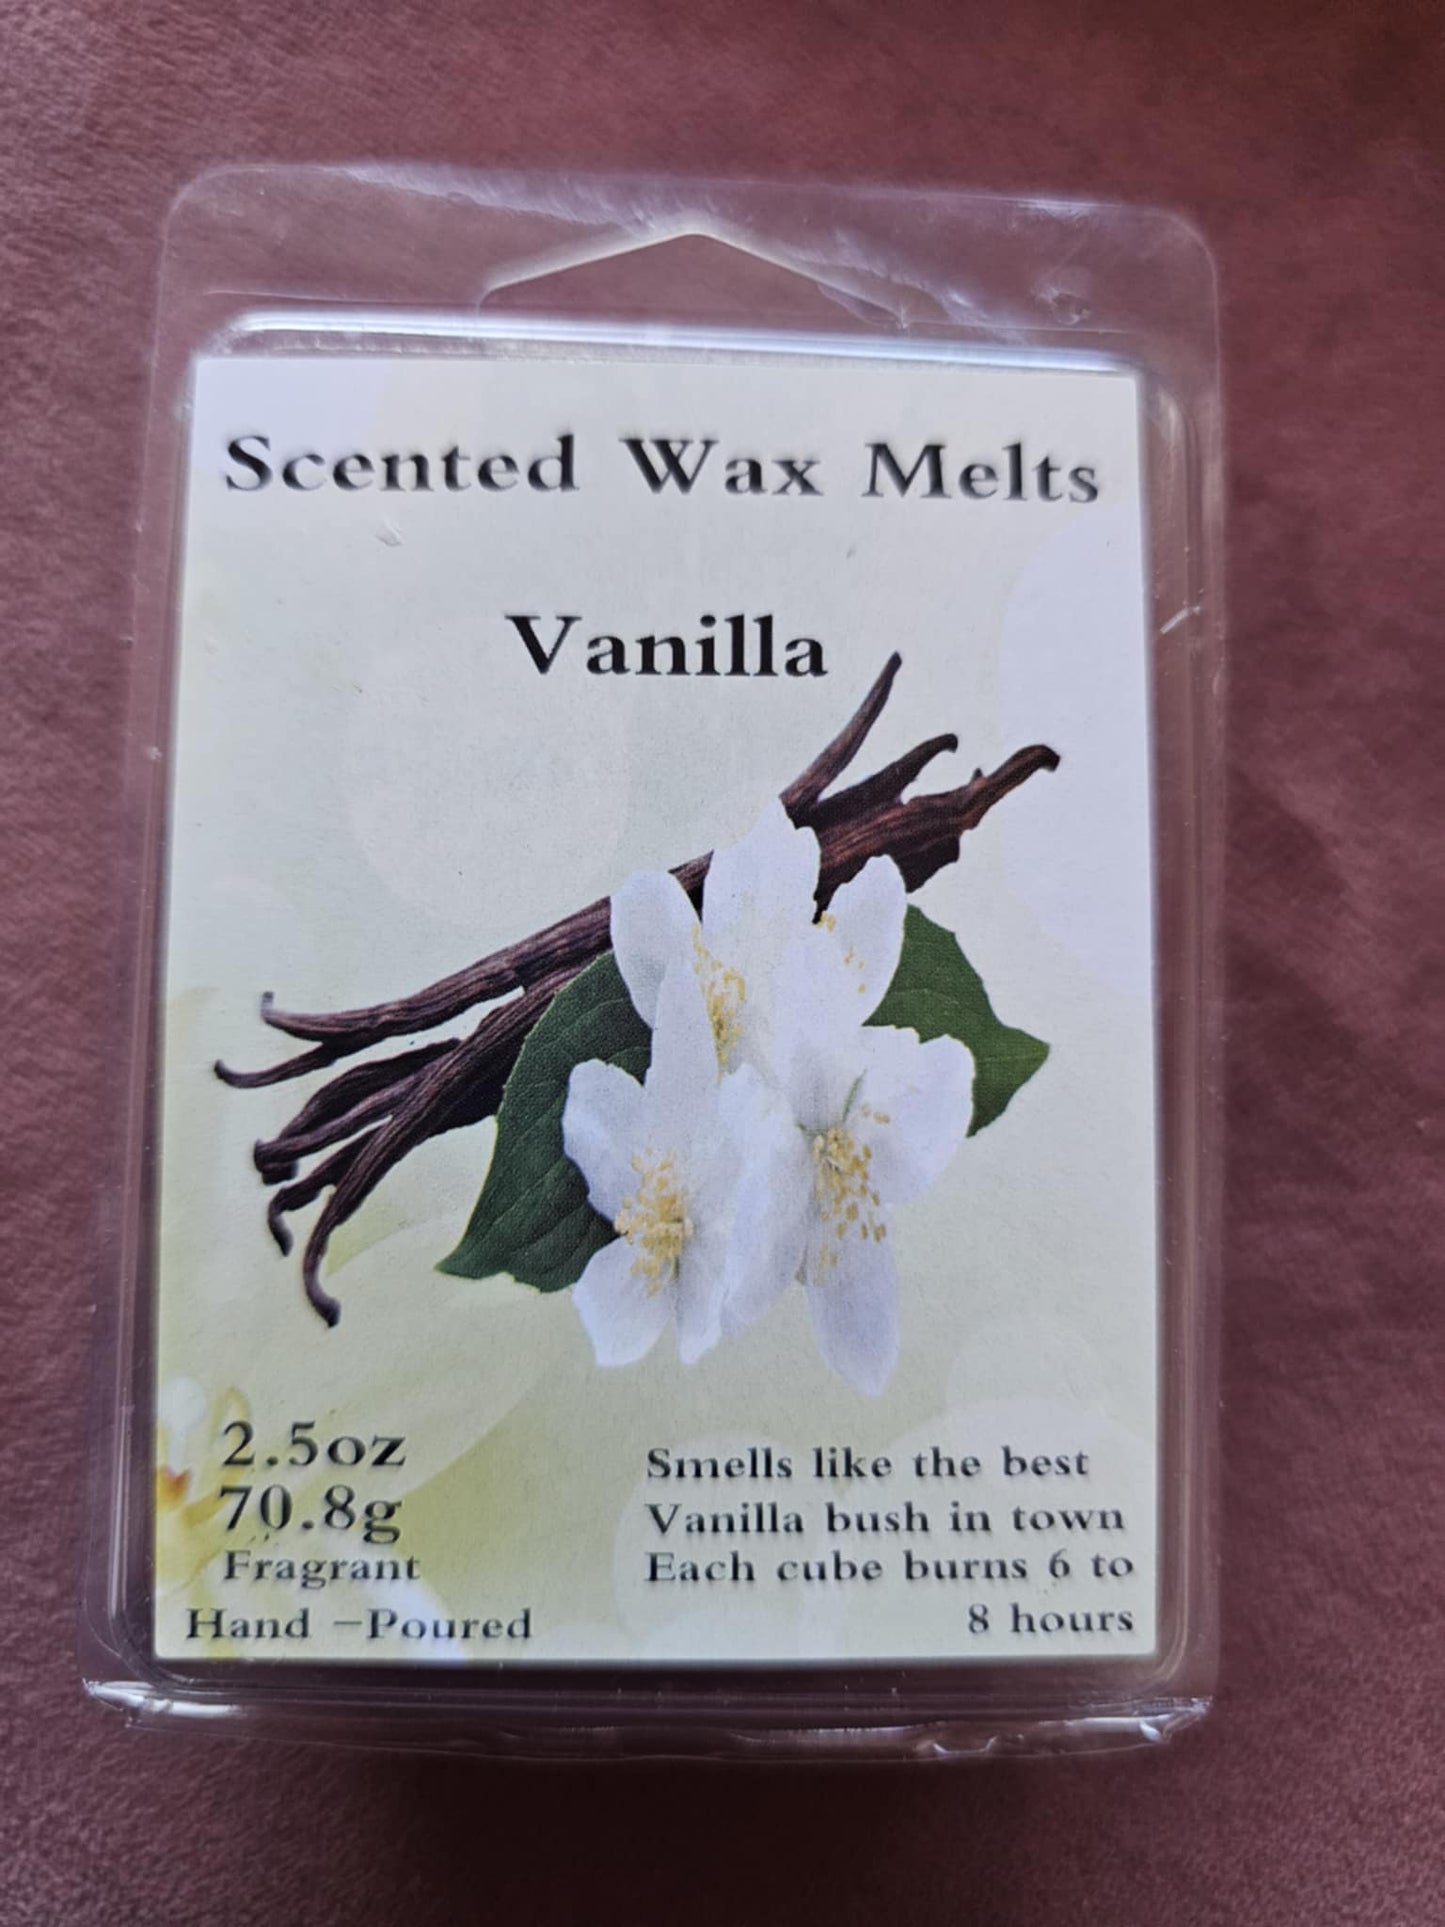 Scented Wax Melts
Vanilla
2.5oz
70.8g
Fragrant
Hand –Poured
Smells like the best
Vanilla bush in town
Each cube burns 6 to
8 hours